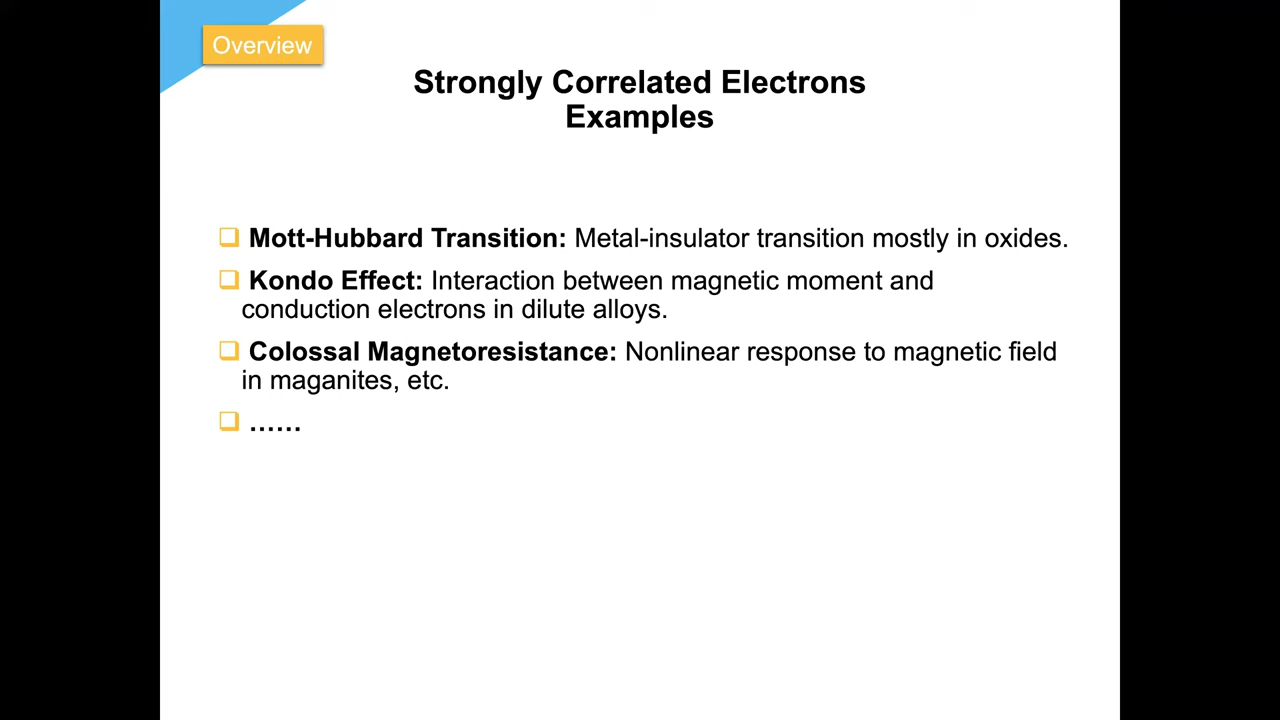 Overview
Strongly Correlated Electrons
Examples
❑ Mott-Hubbard Transition: Metal-insulator transition mostly in oxides.
❑ Kondo Effect: Interaction between magnetic moment and
conduction electrons in dilute alloys.
❑ Colossal Magnetoresistance: Nonlinear response to magnetic field
in maganites, etc.
❑ ......